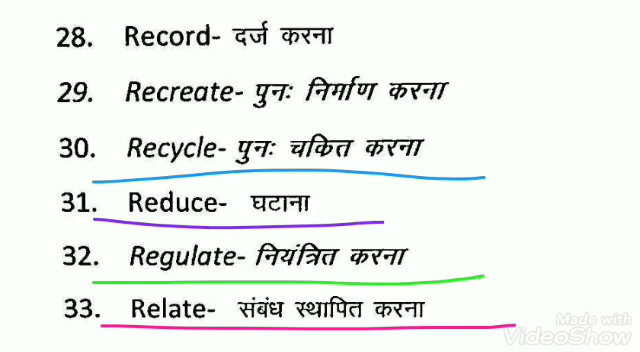 28. Record- दर्ज करना
29. Recreate- पुनः निर्माण करना
30. Recycle- पुनः चकित करना
31. Reduce- घटाना
32. Regulate- नियंत्रित करना
33. Relate- संबंध स्थापित करना
Made with
VideoShow